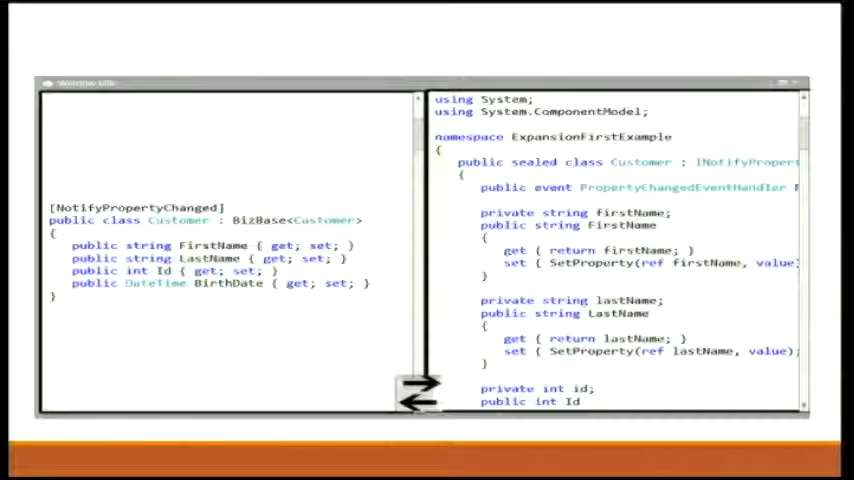 [NotifyPropertyChanged]
public class Customer : BizBase<Customer>
{
public string FirstName { get; set; }
public string LastName { get; set; }
public int Id { get; set; }
public DateTime BirthDate { get; set; }
}
using System;
using System.ComponentModel;
namespace ExpansionFirstExample
{
public sealed class Customer : INotifyPropert
{
public event PropertyChangedEventHandler P
private string firstName;
public string FirstName
{
get { return firstName; }
set { SetProperty(ref firstName, value)
}
private string lastName;
public string LastName
{
get { return lastName; }
set { SetProperty(ref lastName, value);
}
private int id;
public int Id